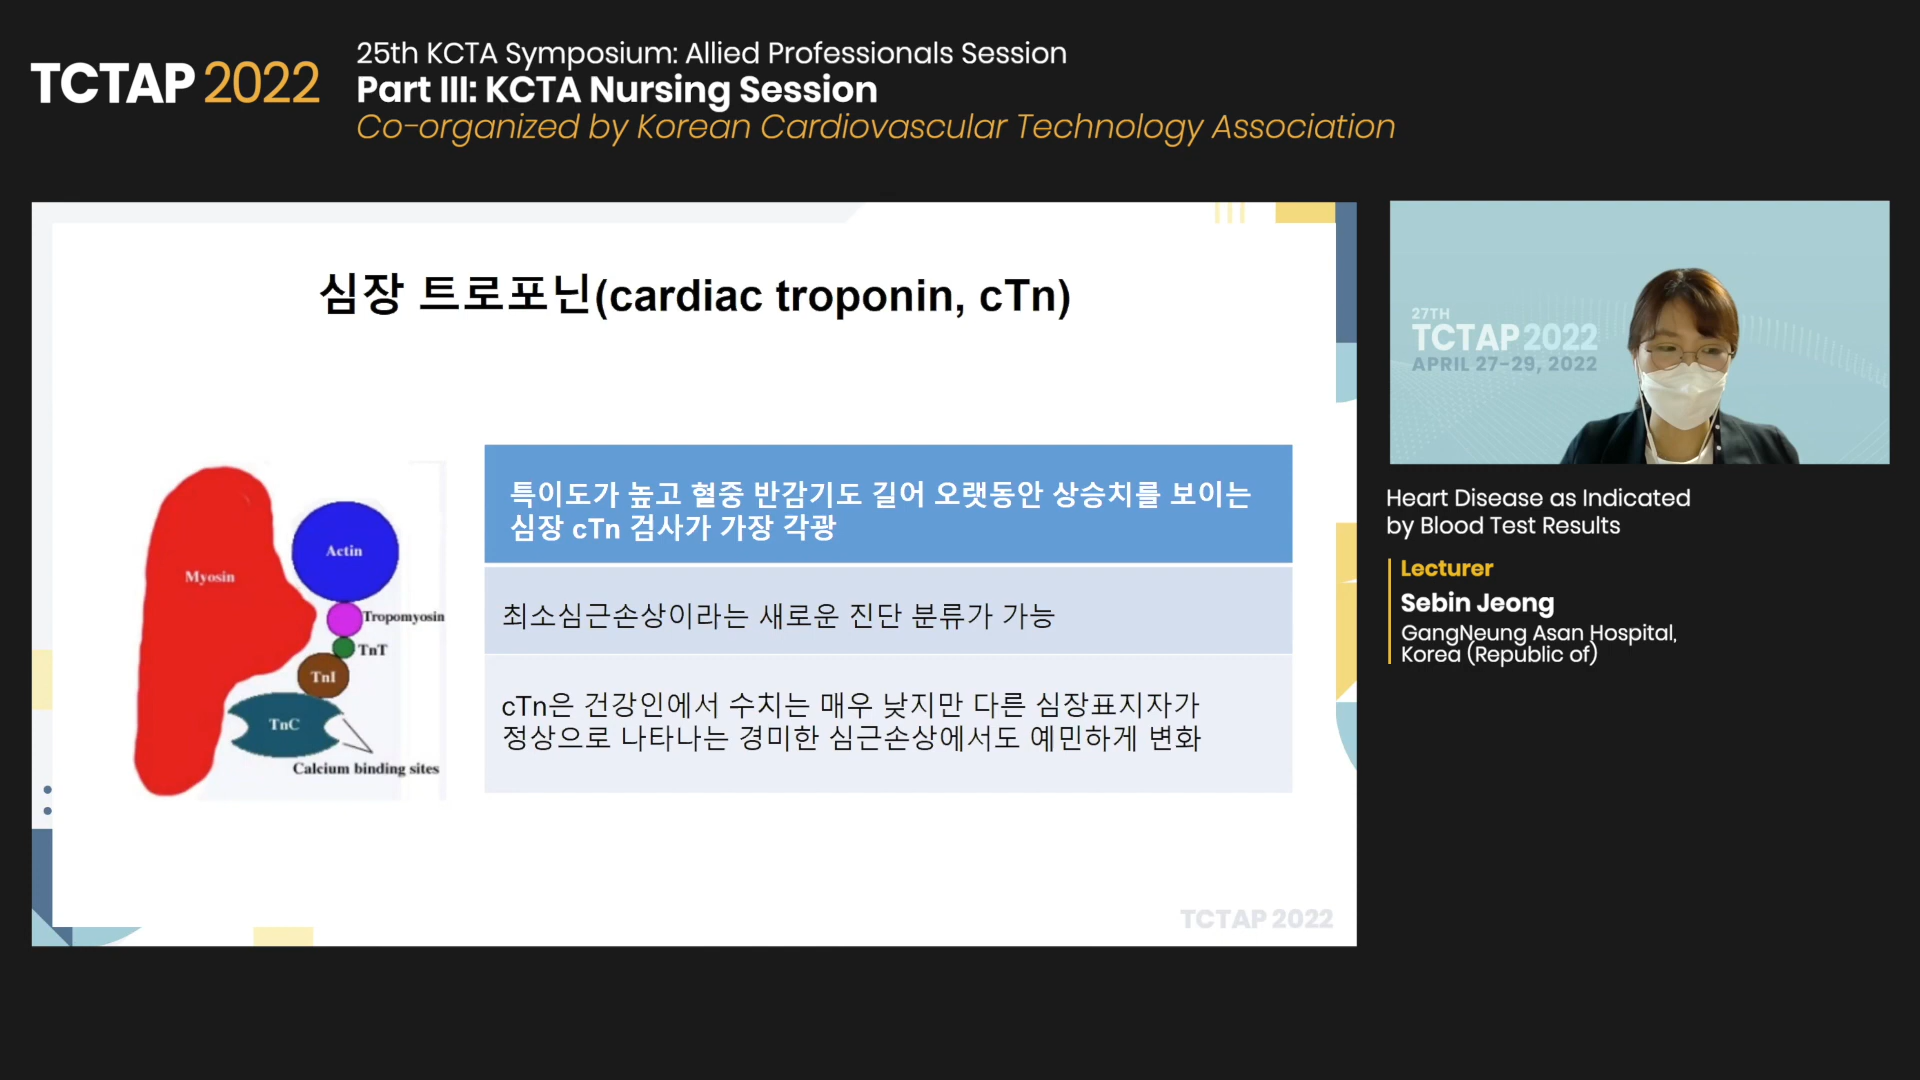 TCTAP 2022
25th KCTA Symposium: Allied Professionals Session
Part III: KCTA Nursing Session
Co-organized by Korean Cardiovascular Technology Association
심장 트로포닌(cardiac troponin, cTn)
Myosin
Actin
Tropomyosin
TnT
TnI
TnC
Calcium binding sites
특이도가 높고 혈중 반감기도 길어 오랫동안 상승치를 보이는
심장 cTn 검사가 가장 각광
최소심근손상이라는 새로운 진단 분류가 가능
cTn은 건강인에서 수치는 매우 낮지만 다른 심장표지자가
정상으로 나타나는 경미한 심근손상에서도 예민하게 변화
TCTAP 2022
27TH
TCTAP 2022
APRIL 27-29, 2022
Heart Disease as Indicated
by Blood Test Results
Lecturer
Sebin Jeong
GangNeung Asan Hospital,
Korea (Republic of)